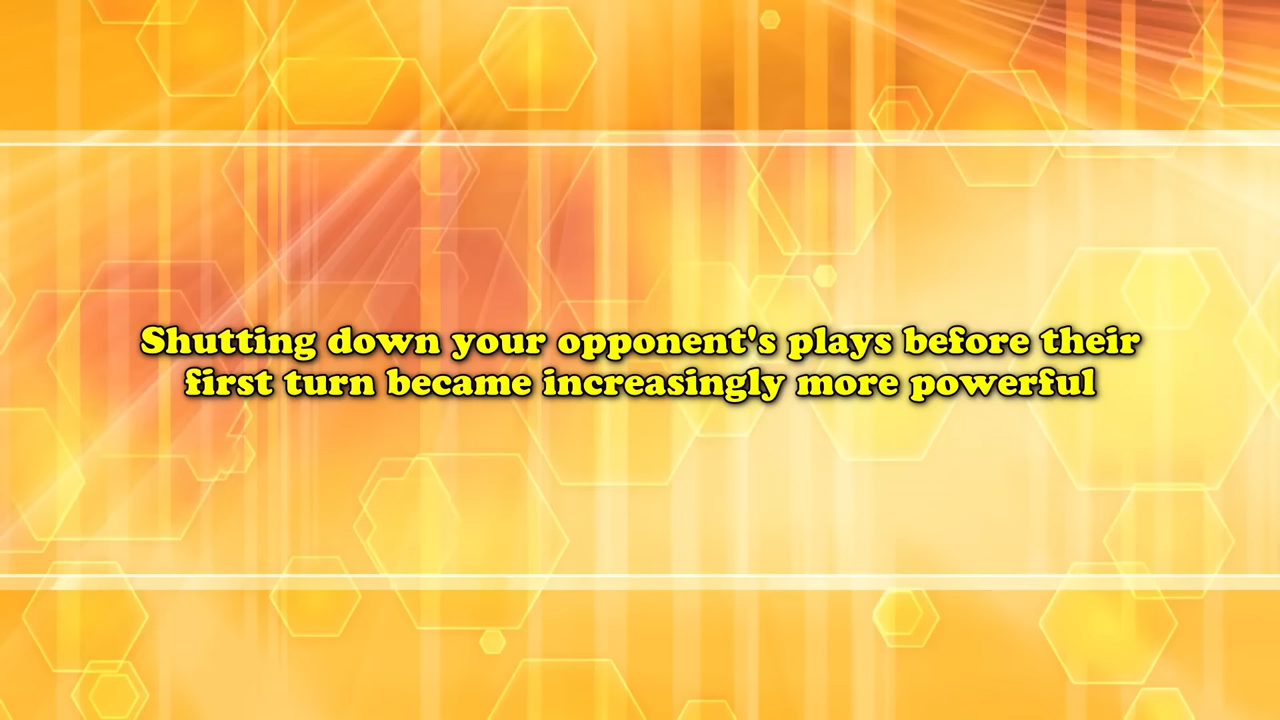 Shutting down your opponent's plays before their
first turn became increasingly more powerful